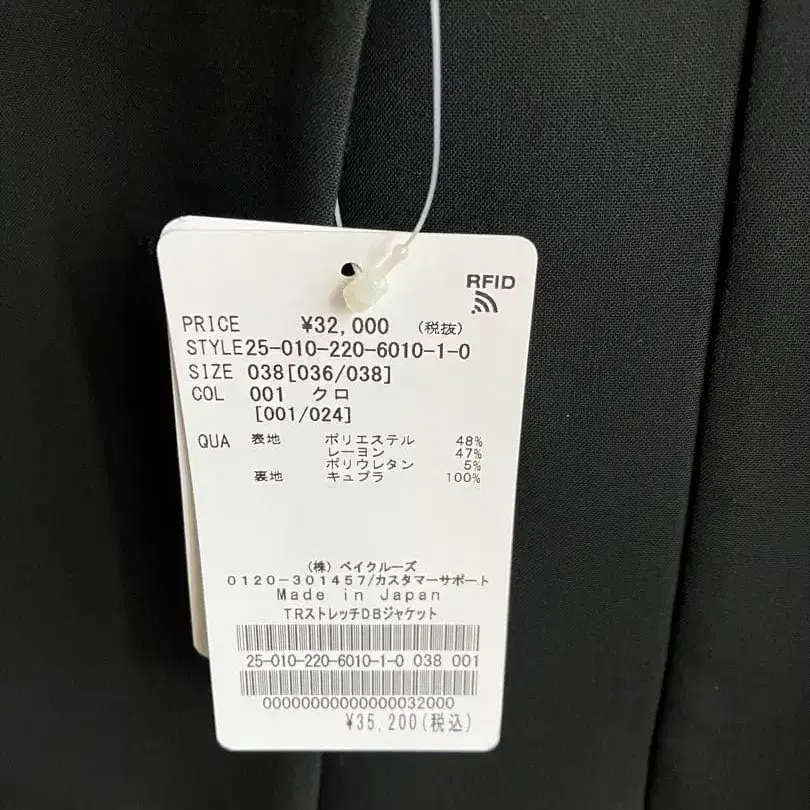 RFID
PRICE ¥32,000 (税抜)
STYLE25-010-220-6010-1-0
SIZE 038[036/038]
COL 001 クロ
[001/024]
QUA 表地 ポリエステル 48%
レーヨン 47%
ポリウレタン 5%
裏地 キュプラ 100%
(株) ベイクルーズ
0120-301457/カスタマーサポート
Made in Japan
TRストレッチDBジャケット
25-010-220-6010-1-0 038 001
00000000000000032000
¥35,200(税込)